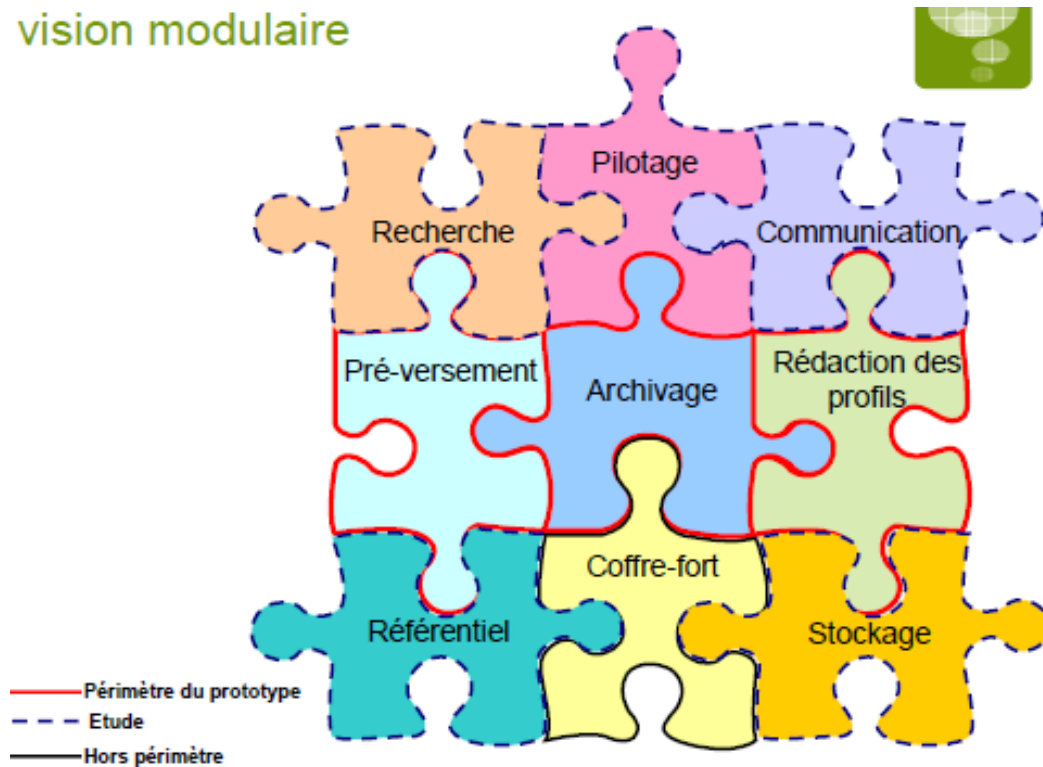 vision modulaire
Pilotage
Recherche
Communication
Pré-versement
Archivage
Rédaction des
profils
Coffre-fort
Référentiel
Stockage
Périmètre du prototype
Etude
Hors périmètre